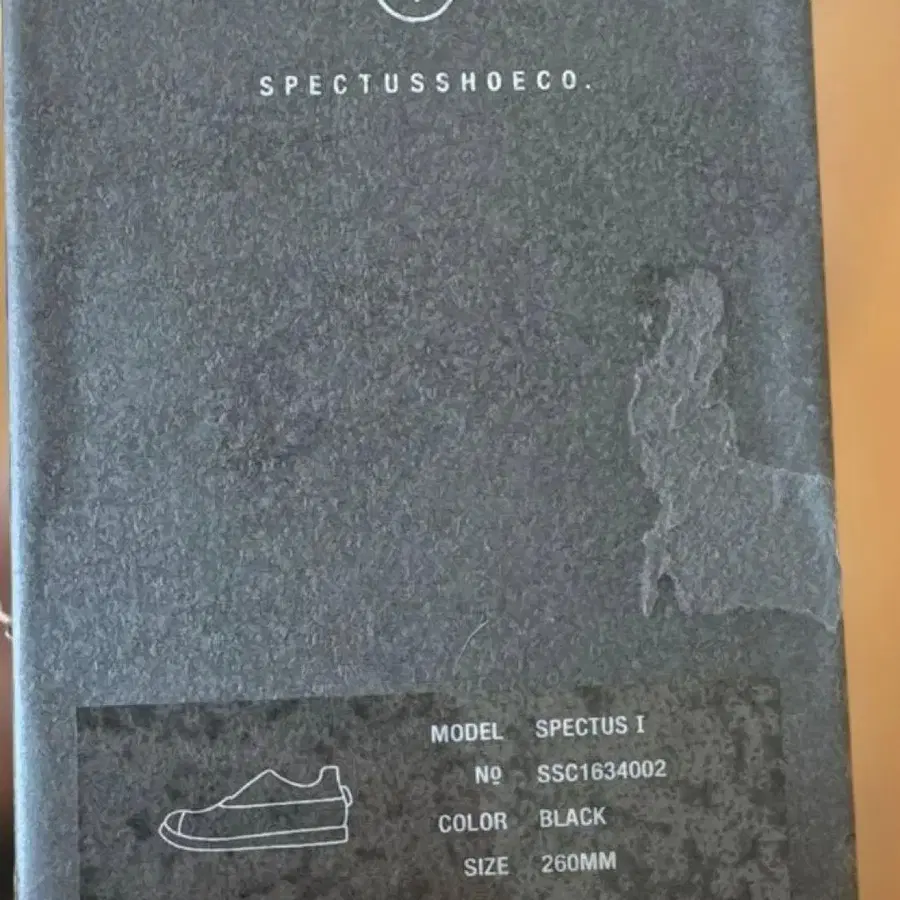 SPECTUSSHOECO.
MODEL SPECTUS I
Nº SSC1634002
COLOR BLACK
SIZE 260MM